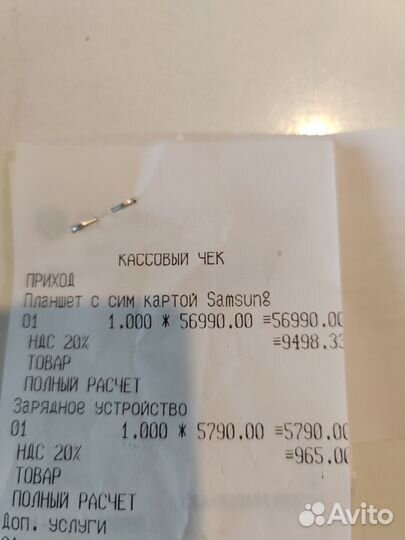 КАССОВЫЙ ЧЕК
ПРИХОД
Планшет с сим картой Samsung
01 1.000 * 56990.00 =56990.00
НДС 20% =9498.33
ТОВАР
ПОЛНЫЙ РАСЧЕТ
Зарядное устройство
01 1.000 * 5790.00 =5790.00
НДС 20% =965.00
ТОВАР
ПОЛНЫЙ РАСЧЕТ
Доп. услуги
Avito